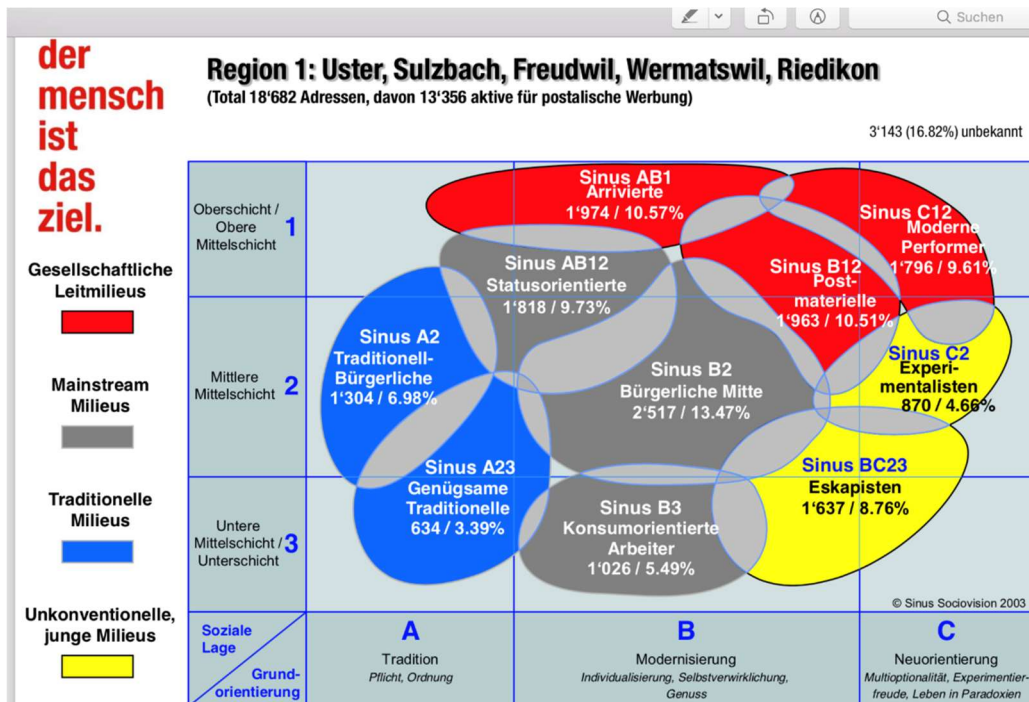 Suchen
der
mensch
ist
das
ziel.
Region 1: Uster, Sulzbach, Freudwil, Wermatswil, Riedikon
(Total 18‘682 Adressen, davon 13‘356 aktive für postalische Werbung)
3‘143 (16.82%) unbekannt
Gesellschaftliche
Leitmilieus
Mainstream
Milieus
Traditionelle
Milieus
Unkonventionelle,
junge Milieus
Oberschicht /
Obere
Mittelschicht
1
Mittlere
Mittelschicht
2
Untere
Mittelschicht /
Unterschicht
3
Sinus AB1
Arrivierte
1‘974 / 10.57%
Sinus C12
Moderne
Performer
1‘796 / 9.61%
Sinus AB12
Statusorientierte
1‘818 / 9.73%
Sinus B12
Post-
materielle
1‘963 / 10.51%
Sinus A2
Traditionell-
Bürgerliche
1‘304 / 6.98%
Sinus B2
Bürgerliche Mitte
2‘517 / 13.47%
Sinus C2
Experi-
mentalisten
870 / 4.66%
Sinus A23
Genügsame
Traditionelle
634 / 3.39%
Sinus BC23
Eskapisten
1‘637 / 8.76%
Sinus B3
Konsumorientierte
Arbeiter
1‘026 / 5.49%
© Sinus Sociovision 2003
Soziale
Lage
Grund-
orientierung
A
Tradition
Pflicht, Ordnung
B
Modernisierung
Individualisierung, Selbstverwirklichung,
Genuss
C
Neuorientierung
Multioptionalität, Experimentier-
freude, Leben in Paradoxien